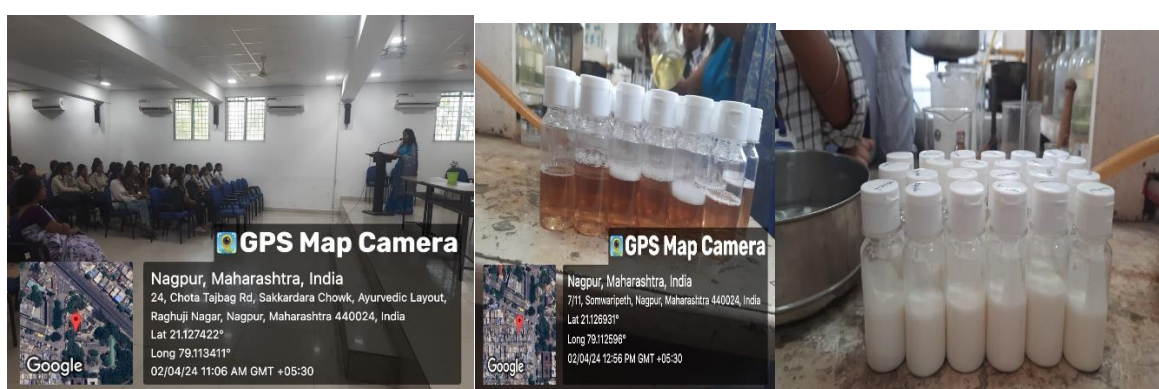 GPS Map Camera
Nagpur, Maharashtra, India
24, Chota Tajbag Rd, Sakkardara Chowk, Ayurvedic Layout,
Raghuji Nagar, Nagpur, Maharashtra 440024, India
Lat 21.127422°
Long 79.113411°
02/04/24 11:06 AM GMT +05:30
Google
GPS Map Camera
Nagpur, Maharashtra, India
7/11, Somwaripeth, Nagpur, Maharashtra 440024, India
Lat 21.126931°
Long 79.112596°
02/04/24 12:56 PM GMT +05:30
Google